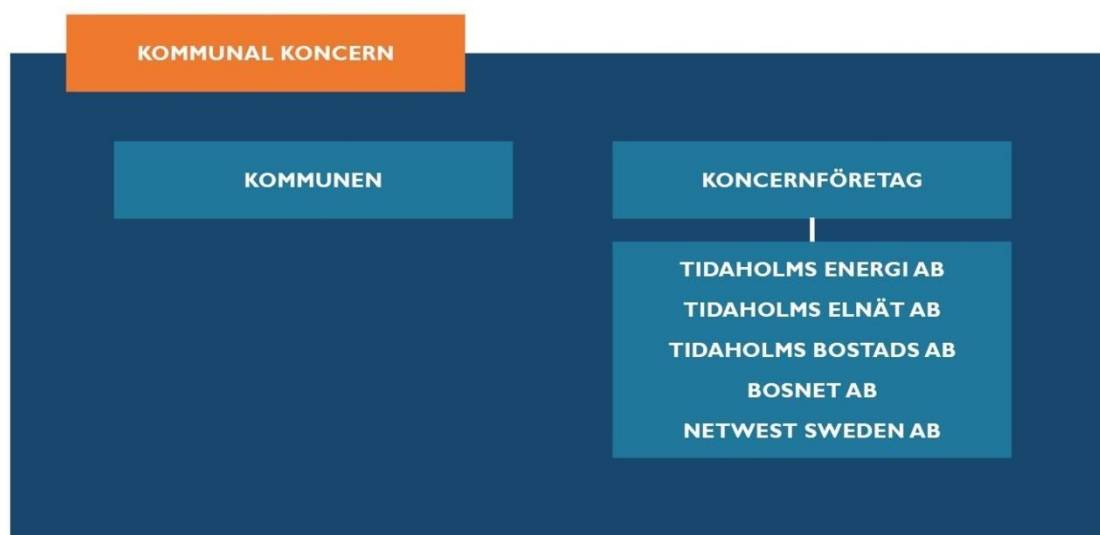 KOMMUNAL KONCERN
KOMMUNEN
KONCERNFÖRETAG
TIDAHOLMS ENERGI AB
TIDAHOLMS ELNÄT AB
TIDAHOLMS BOSTADS AB
BOSNET AB
NETWEST SWEDEN AB